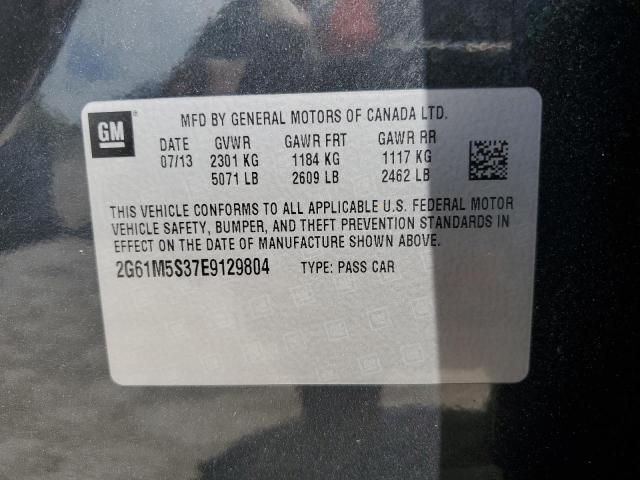 GM
MFD BY GENERAL MOTORS OF CANADA LTD.
DATE GVWR GAWR FRT GAWR RR
07/13 2301 KG 1184 KG 1117 KG
5071 LB 2609 LB 2462 LB
THIS VEHICLE CONFORMS TO ALL APPLICABLE U.S. FEDERAL MOTOR
VEHICLE SAFETY, BUMPER, AND THEFT PREVENTION STANDARDS IN
EFFECT ON THE DATE OF MANUFACTURE SHOWN ABOVE.
2G61M5S37E9129804 TYPE: PASS CAR